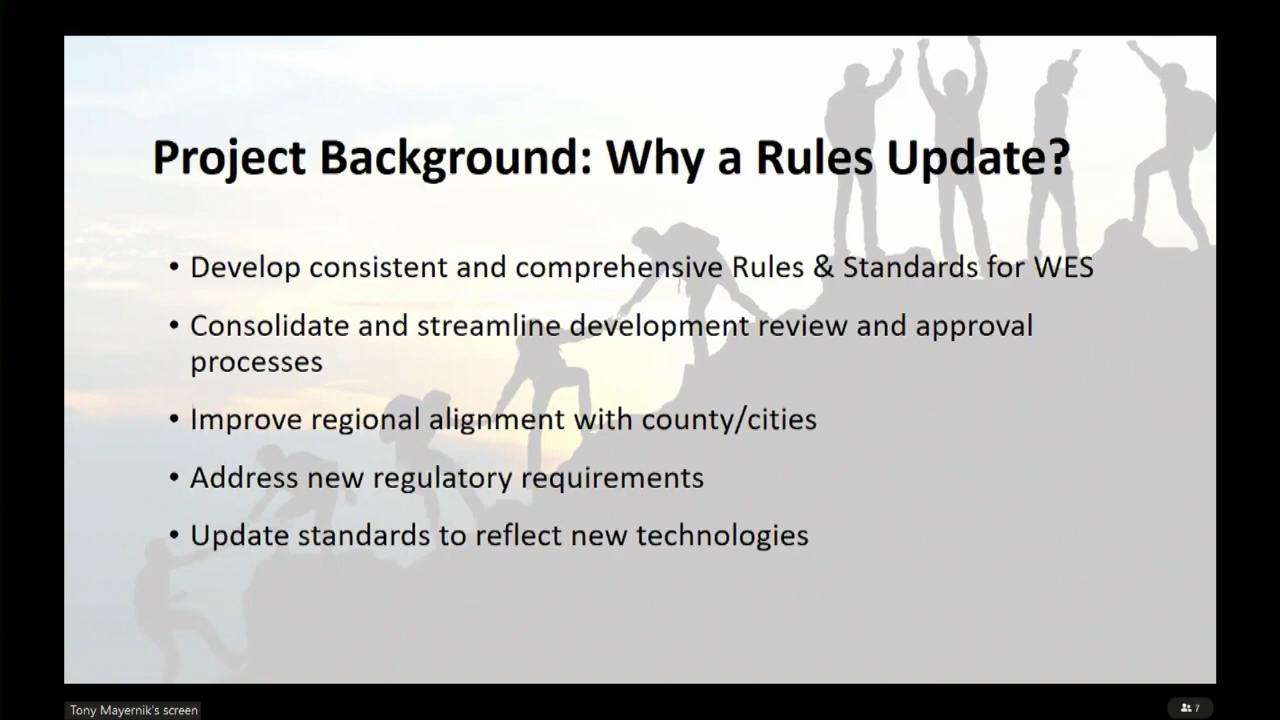 Project Background: Why a Rules Update?
• Develop consistent and comprehensive Rules & Standards for WES
• Consolidate and streamline development review and approval
processes
• Improve regional alignment with county/cities
• Address new regulatory requirements
• Update standards to reflect new technologies
Tony Mayernik's screen
7